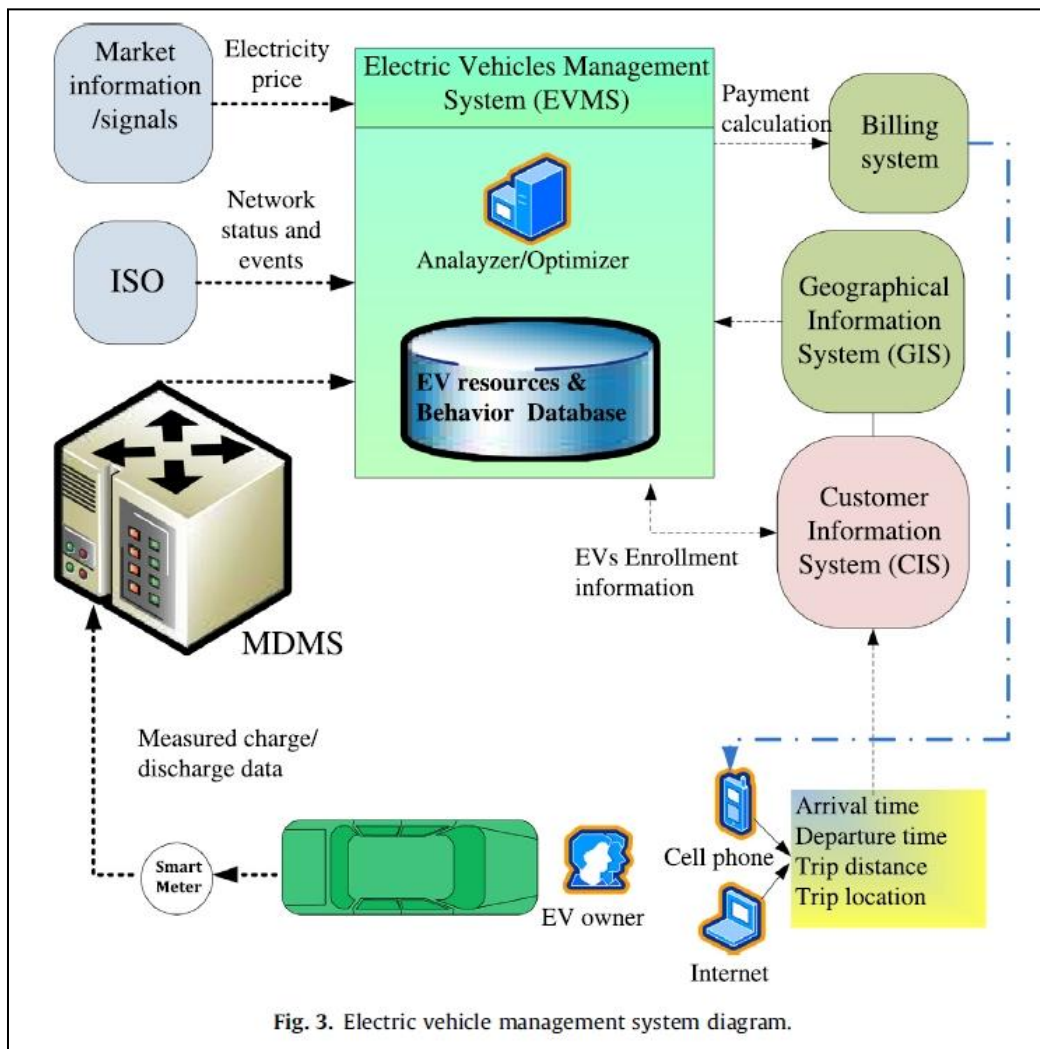 Market
information
/signals
Electricity
price
Electric Vehicles Management
System (EVMS)
Payment
calculation
Billing
system
Network
status and
events
ISO
Analayzer/Optimizer
Geographical
Information
System (GIS)
EV resources &
Behavior Database
Customer
Information
System (CIS)
EVs Enrollment
information
MDMS
Measured charge/
discharge data
Smart
Meter
EV owner
Cell phone
Internet
Arrival time
Departure time
Trip distance
Trip location
Fig. 3. Electric vehicle management system diagram.